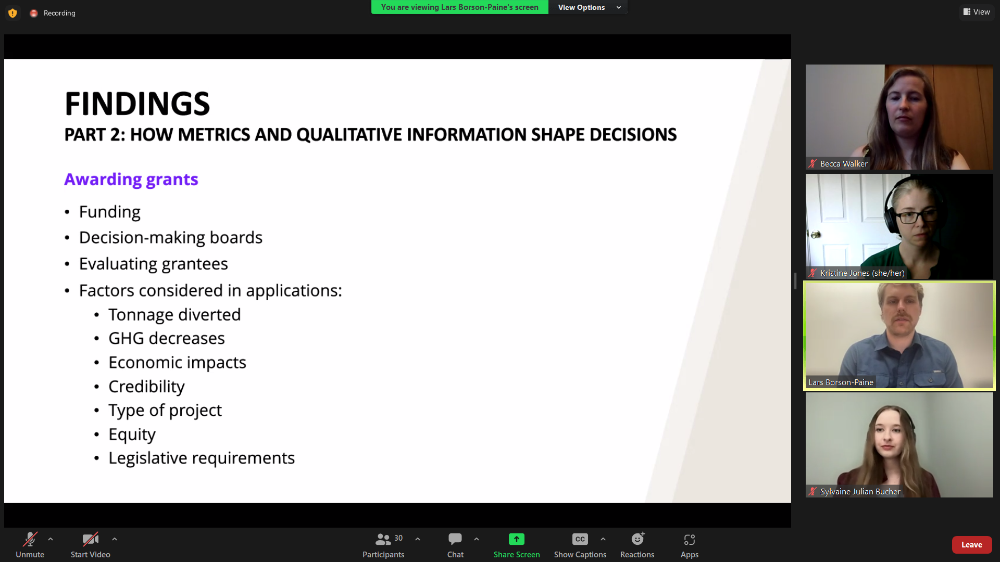 Recording
You are viewing Lars Borson-Paine's screen
View Options
View
FINDINGS
PART 2: HOW METRICS AND QUALITATIVE INFORMATION SHAPE DECISIONS
Awarding grants
• Funding
• Decision-making boards
• Evaluating grantees
• Factors considered in applications:
• Tonnage diverted
• GHG decreases
• Economic impacts
• Credibility
• Type of project
• Equity
• Legislative requirements
Becca Walker
Kristine Jones (she/her)
Lars Borson-Paine
Sylvaine Julian Bucher
Unmute
Start Video
30
Participants
Chat
Share Screen
CC
Show Captions
Reactions
Apps
Leave